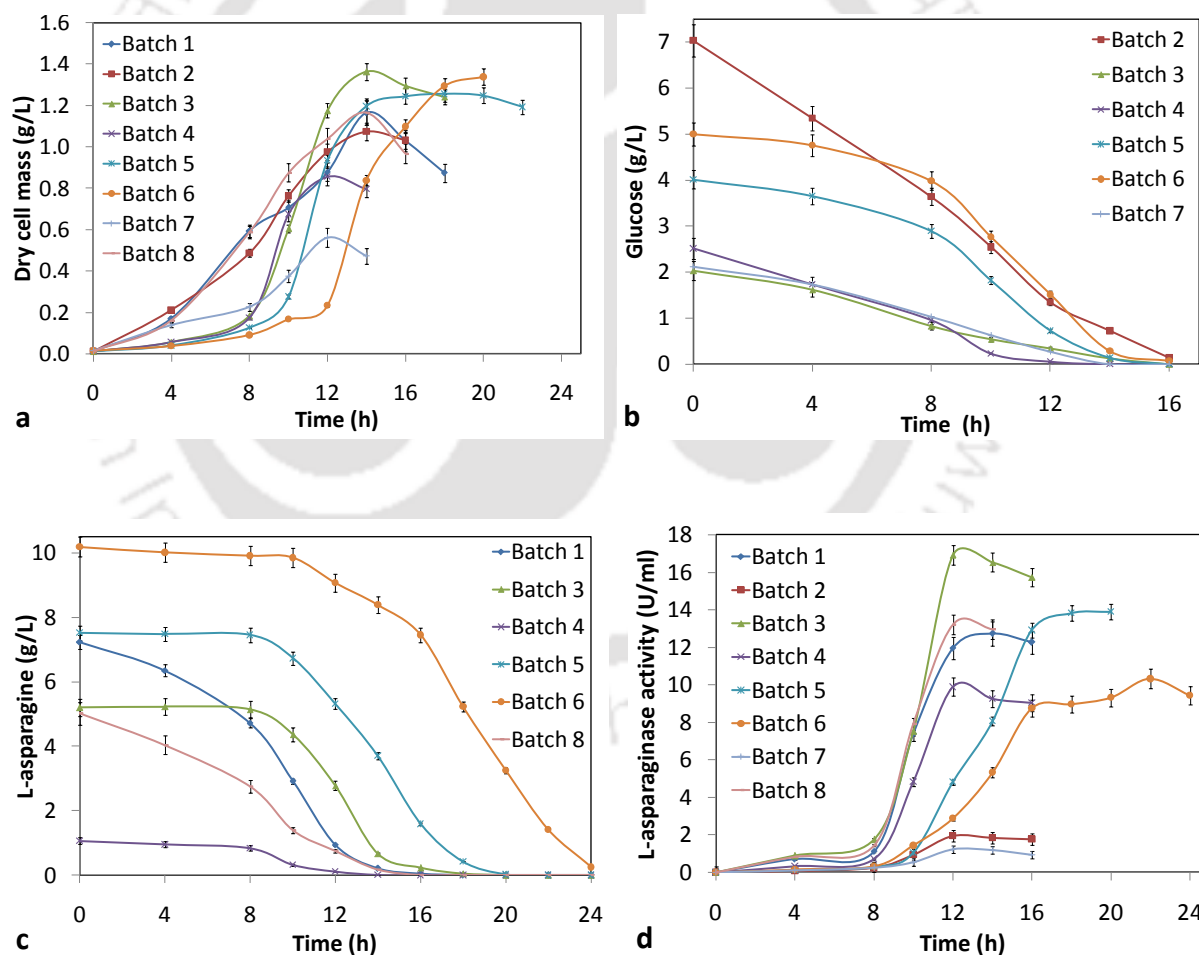 Dry cell mass (g/L)
1.6
1.4
1.2
1.0
0.8
0.6
0.4
0.2
0.0
Batch 1
Batch 2
Batch 3
Batch 4
Batch 5
Batch 6
Batch 7
Batch 8
0 4 8 12 16 20 24
Time (h)
a
Glucose (g/L)
7
6
5
4
3
2
1
0
Batch 2
Batch 3
Batch 4
Batch 5
Batch 6
Batch 7
0 4 8 12 16
Time (h)
b
L-asparagine (g/L)
10
8
6
4
2
0
Batch 1
Batch 3
Batch 4
Batch 5
Batch 6
Batch 8
0 4 8 12 16 20 24
Time (h)
c
L-asparaginase activity (U/ml)
18
16
14
12
10
8
6
4
2
0
Batch 1
Batch 2
Batch 3
Batch 4
Batch 5
Batch 6
Batch 7
Batch 8
0 4 8 12 16 20 24
Time (h)
d